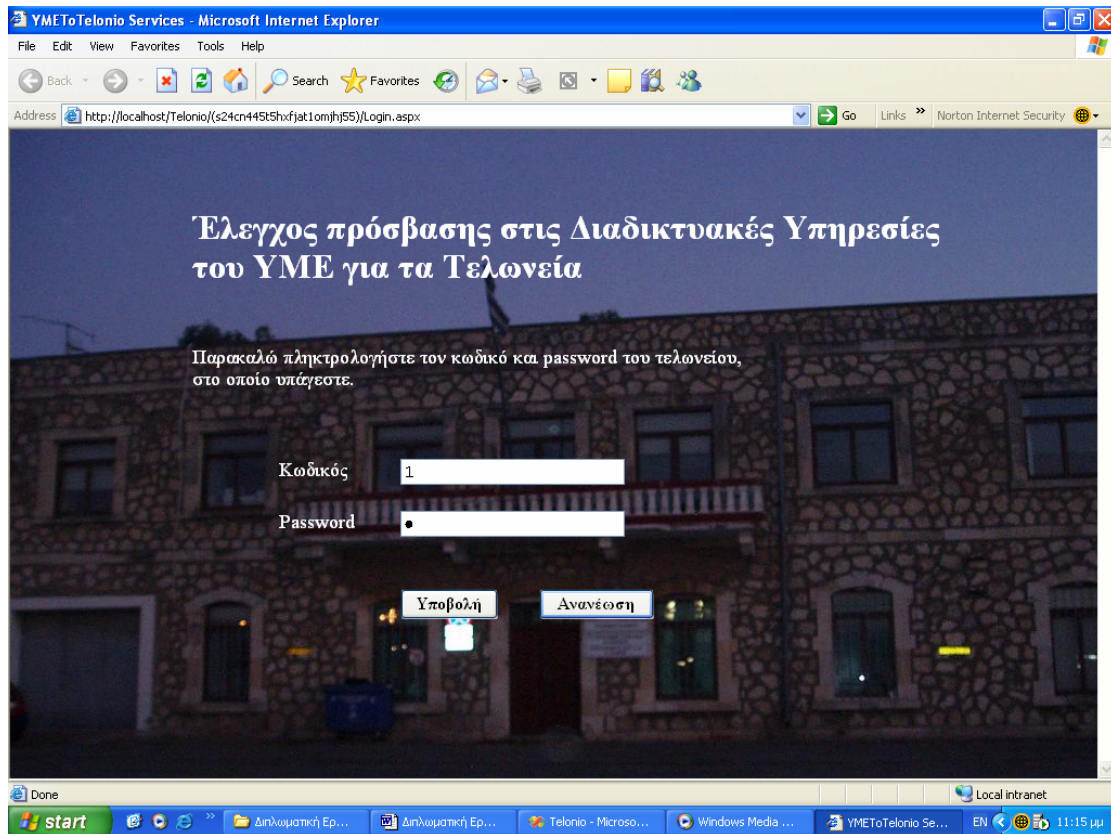 YMEToTelonio Services - Microsoft Internet Explorer
File Edit View Favorites Tools Help
Back Search Favorites
Address http://localhost/Telonio/(s24cn445t5hxfjat1omjhj55)/Login.aspx Go Links » Norton Internet Security
Έλεγχος πρόσβασης στις Διαδικτυακές Υπηρεσίες
του ΥΜΕ για τα Τελωνεία
Παρακαλώ πληκτρολογήστε τον κωδικό και password του τελωνείου,
στο οποίο υπάγεστε.
Κωδικός 1
Password ●
Υποβολή Ανανέωση
Done Local intranet
start » Διπλωματική Ερ... Διπλωματική Ερ... Telonio - Microso... Windows Media ... YMEToTelonio Se... EN 11:15 μμ